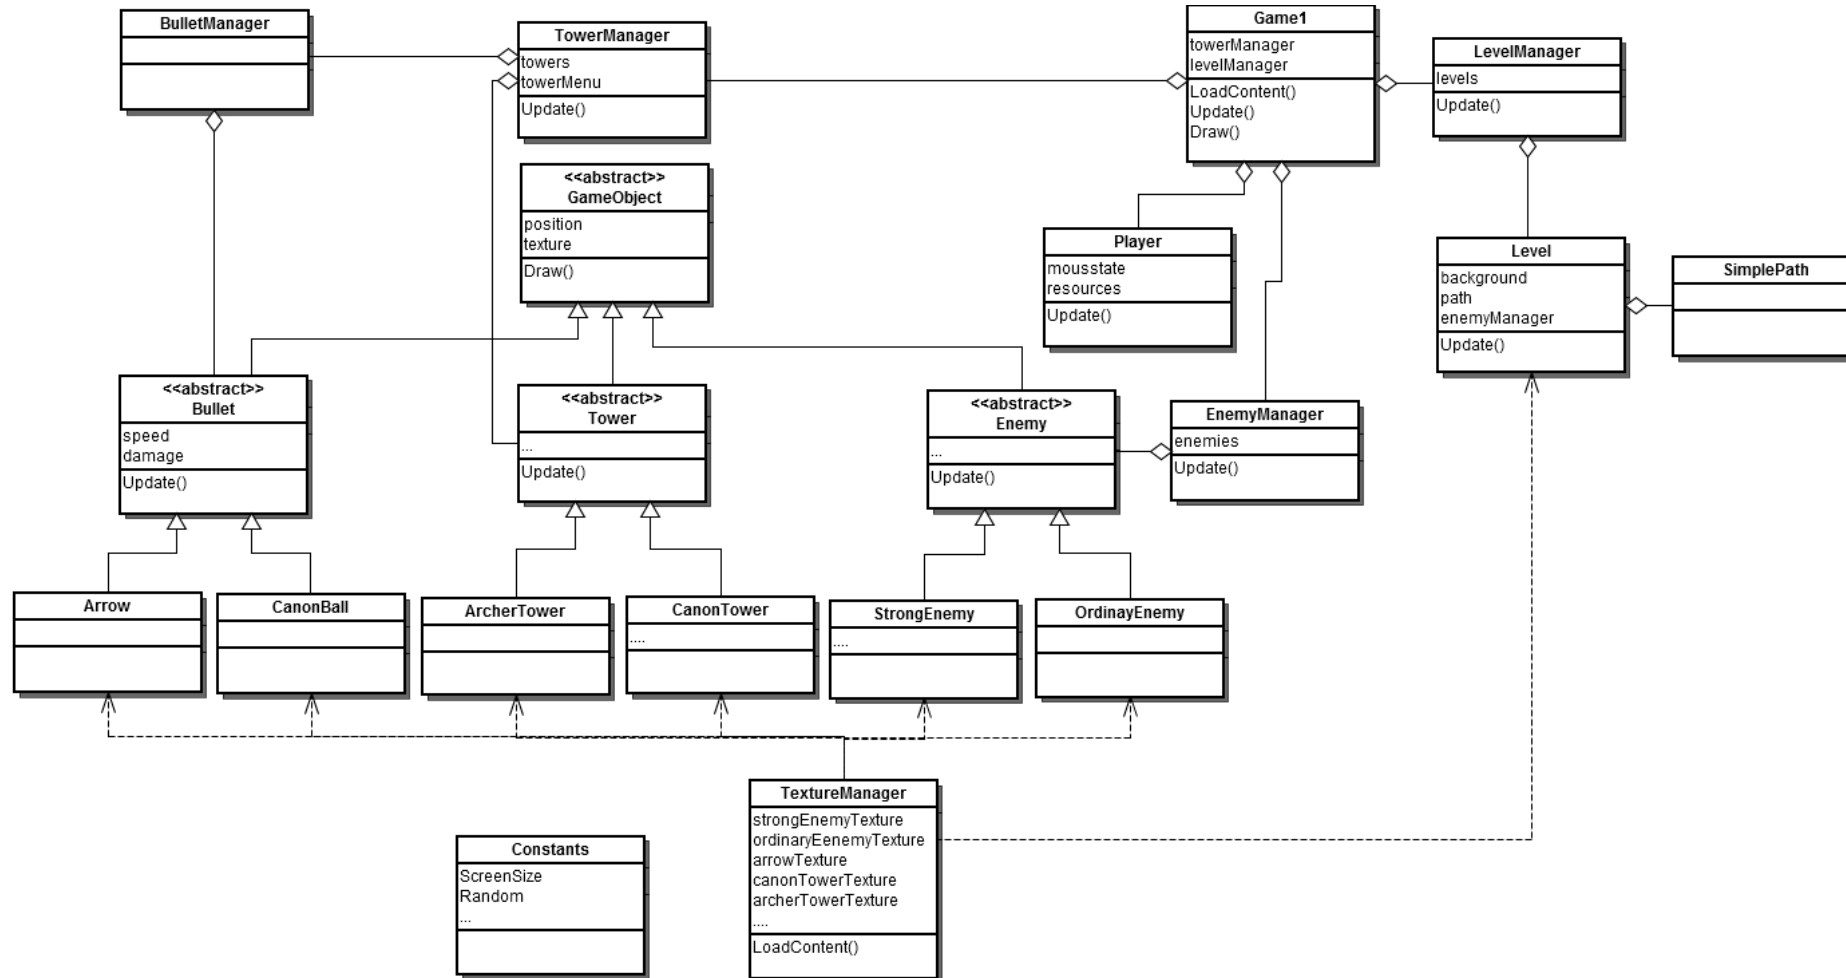 BulletManager
TowerManager
towers
towerMenu
Update()
Game1
towerManager
levelManager
LoadContent()
Update()
Draw()
LevelManager
levels
Update()
<<abstract>>
GameObject
position
texture
Draw()
Player
mousstate
resources
Update()
Level
background
path
enemyManager
Update()
SimplePath
<<abstract>>
Bullet
speed
damage
Update()
<<abstract>>
Tower
...
Update()
<<abstract>>
Enemy
...
Update()
EnemyManager
enemies
Update()
Arrow
CanonBall
ArcherTower
CanonTower
....
StrongEnemy
....
OrdinayEnemy
TextureManager
strongEnemyTexture
ordinaryEenemyTexture
arrowTexture
canonTowerTexture
archerTowerTexture
....
LoadContent()
Constants
ScreenSize
Random
...